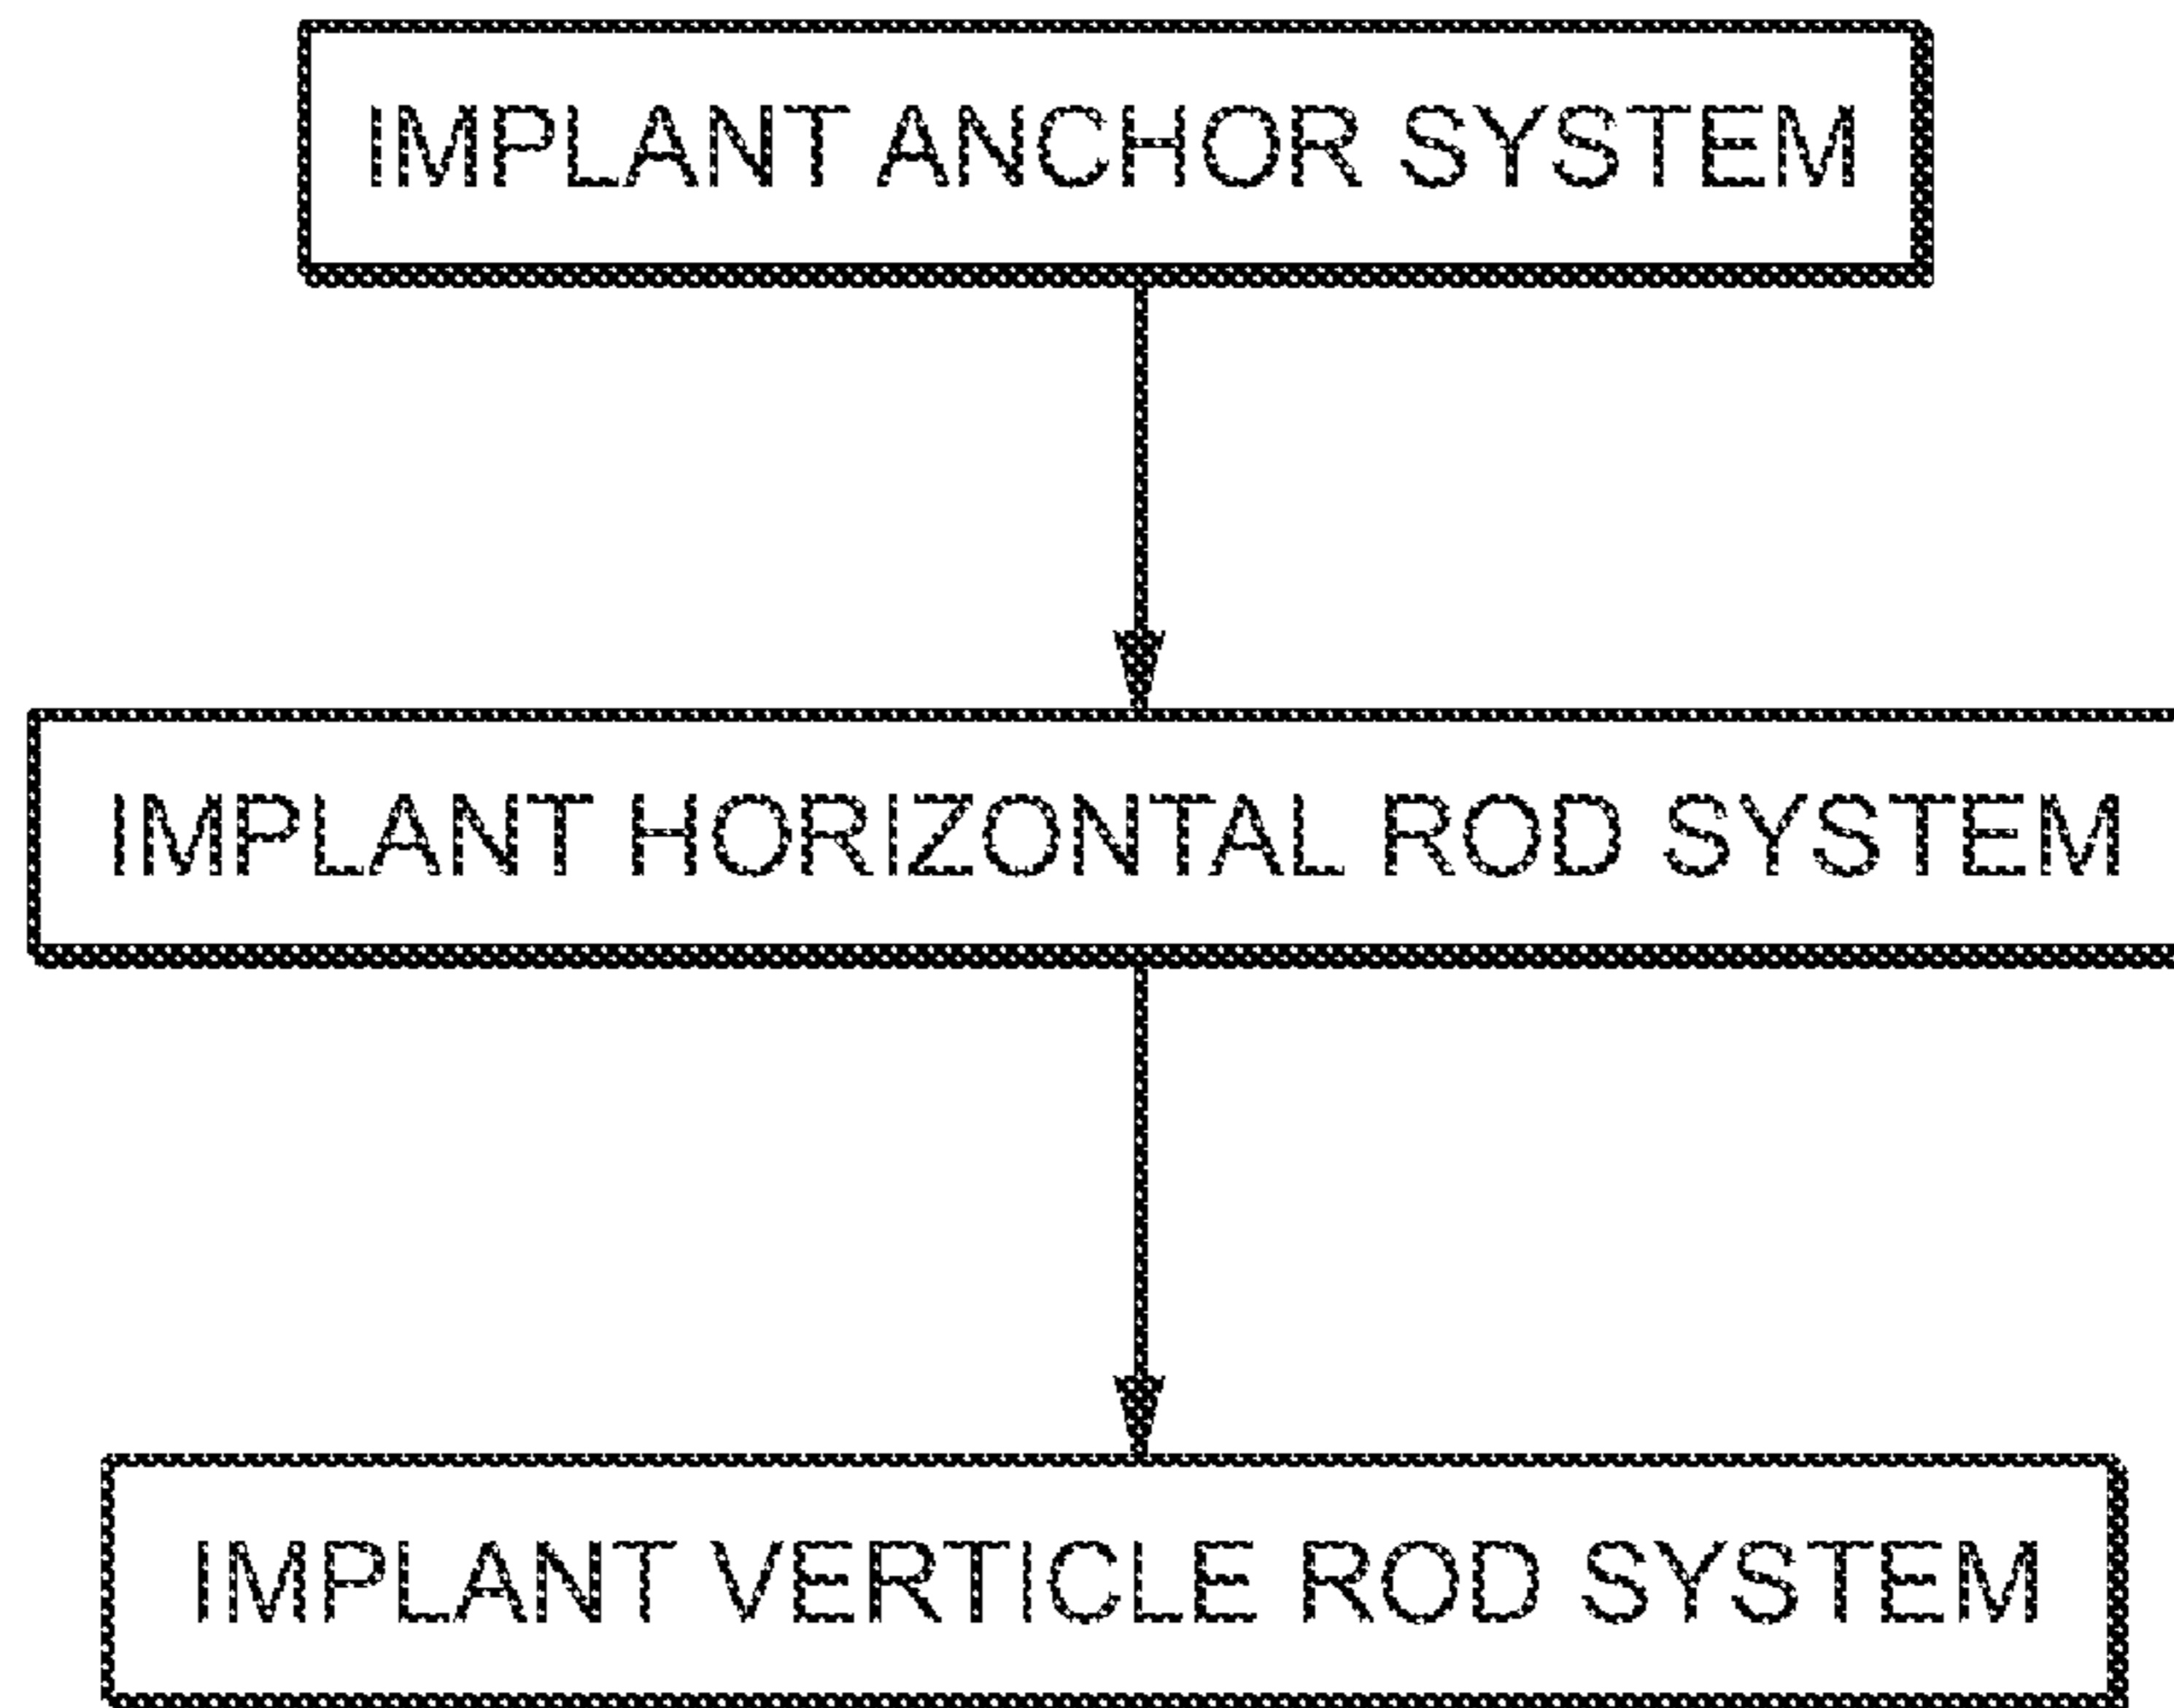 IMPLANT ANCHOR SYSTEM
IMPLANT HORIZONTAL ROD SYSTEM
IMPLANT VERTICLE ROD SYSTEM